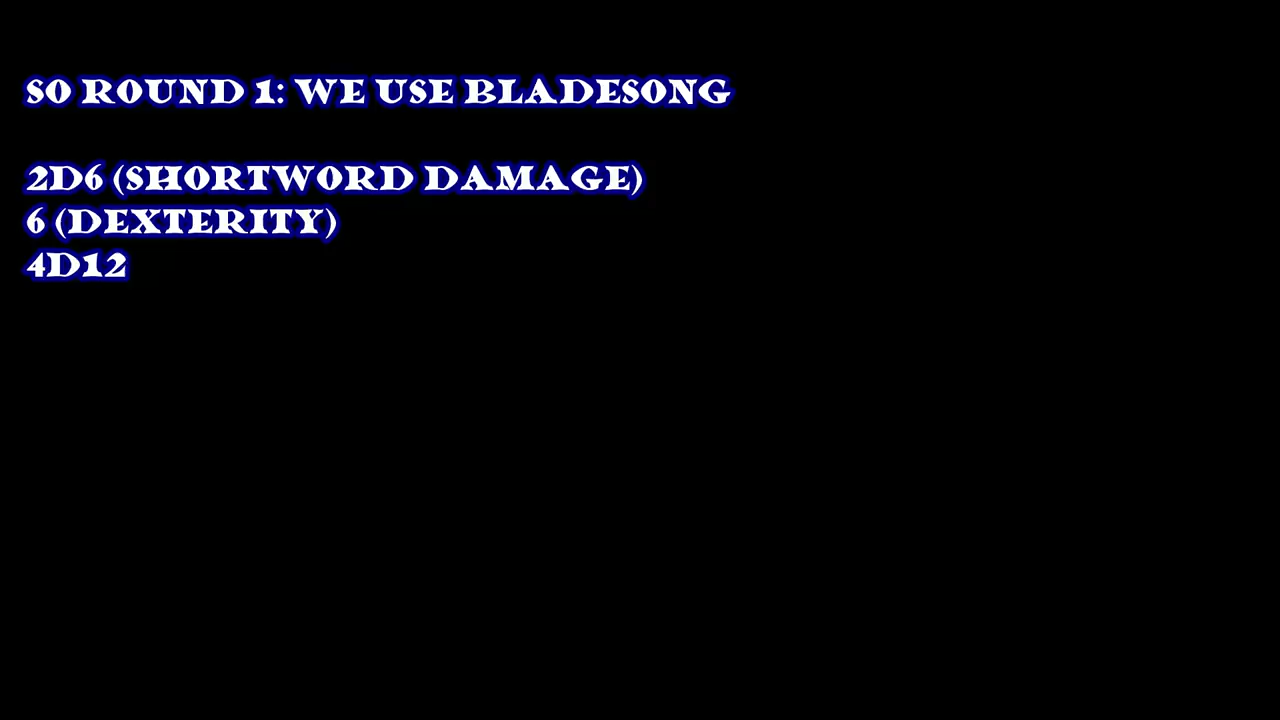 SO ROUND 1: WE USE BLADESONG
2D6 (SHORTWORD DAMAGE)
6 (DEXTERITY)
4D12